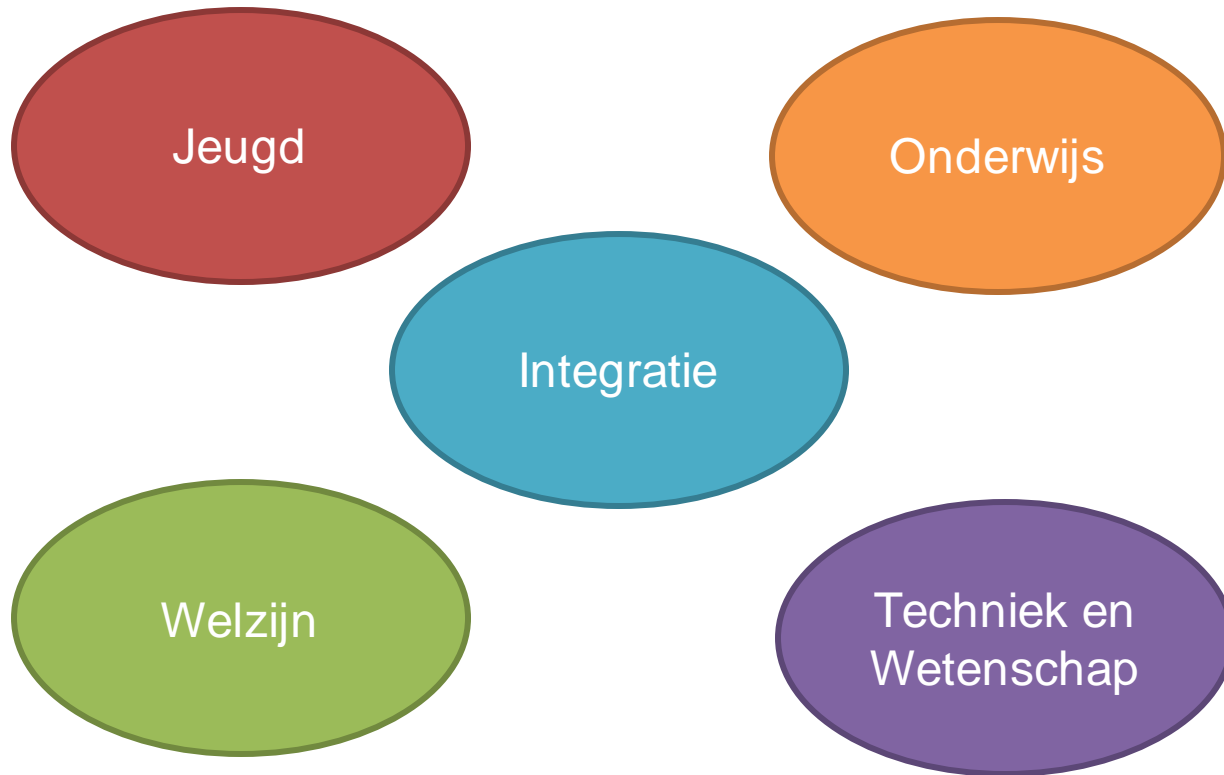 Jeugd
Onderwijs
Integratie
Welzijn
Techniek en
Wetenschap